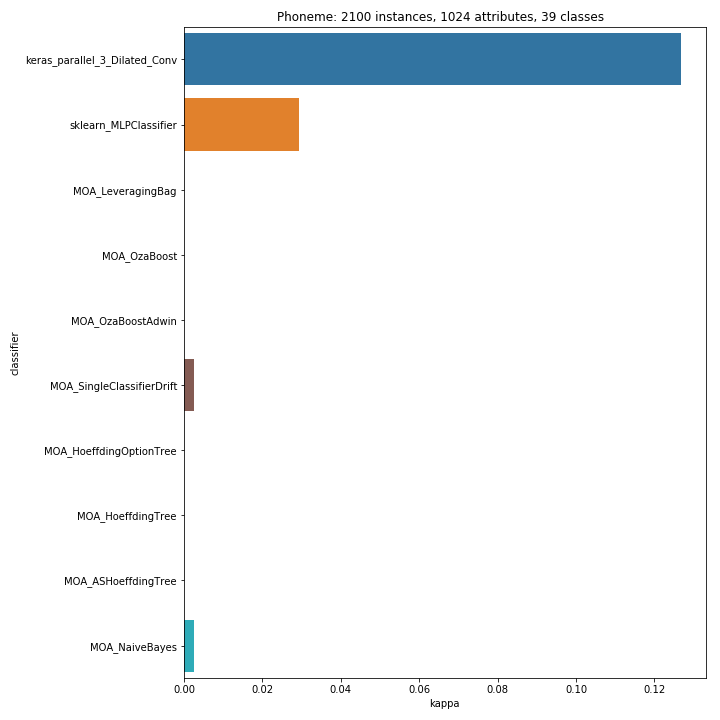 Phoneme: 2100 instances, 1024 attributes, 39 classes
keras_parallel_3_Dilated_Conv
sklearn_MLPClassifier
MOA_LeveragingBag
MOA_OzaBoost
MOA_OzaBoostAdwin
MOA_SingleClassifierDrift
MOA_HoeffdingOptionTree
MOA_HoeffdingTree
MOA_ASHoeffdingTree
MOA_NaiveBayes
classifier
0.00 0.02 0.04 0.06 0.08 0.10 0.12
kappa